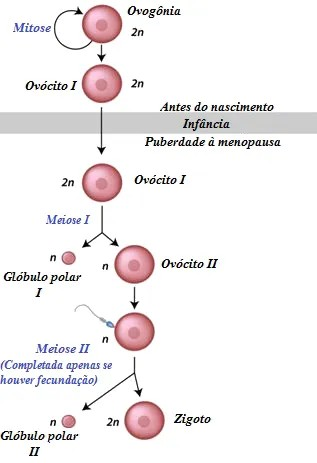 Ovogônia
Mitose
2n
Ovócito I
2n
Antes do nascimento
Infância
Puberdade à menopausa
2n
Ovócito I
Meiose I
n
n
Ovócito II
Glóbulo polar
I
n
Meiose II
(Completada apenas se
houver fecundação)
n
2n
Zigoto
Glóbulo polar
II